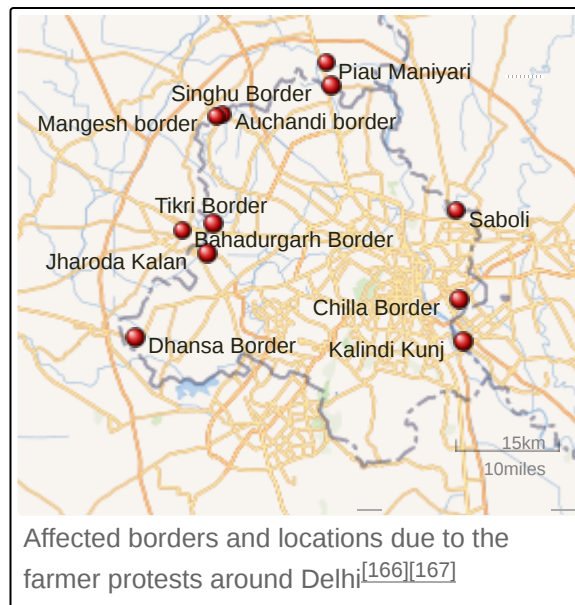 Piau Maniyari
Singhu Border
Mangesh border
Auchandi border
Tikri Border
Saboli
Bahadurgarh Border
Jharoda Kalan
Chilla Border
Dhansa Border
Kalindi Kunj
15km
10miles
Affected borders and locations due to the
farmer protests around Delhi[166][167]